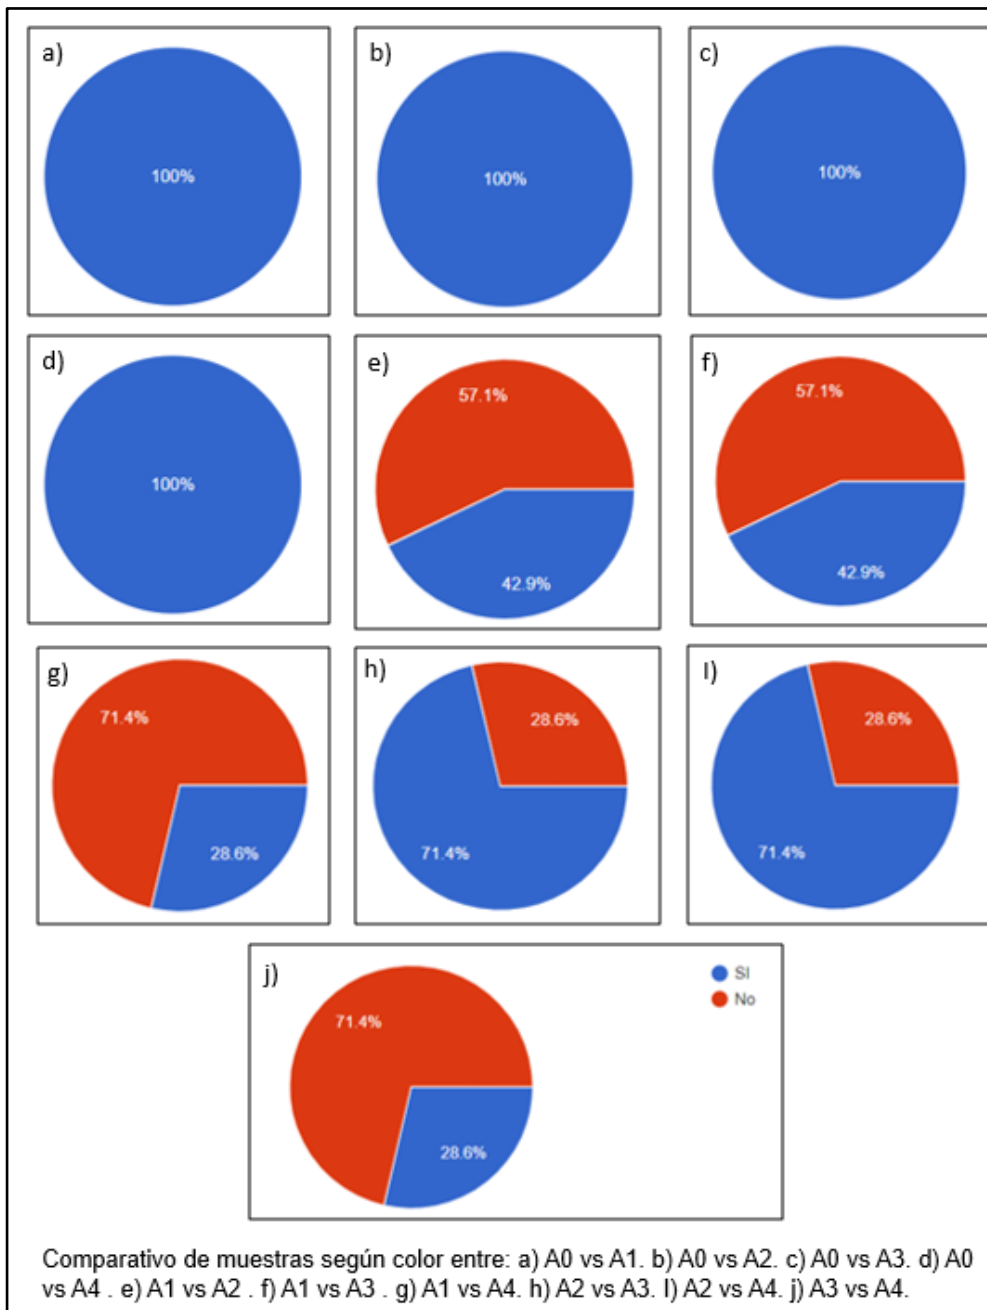 a)
100%
b)
100%
c)
100%
d)
100%
e)
57.1%
42.9%
f)
57.1%
42.9%
g)
71.4%
28.6%
h)
28.6%
71.4%
I)
28.6%
71.4%
j)
71.4%
28.6%
SI
No
Comparativo de muestras según color entre: a) A0 vs A1. b) A0 vs A2. c) A0 vs A3. d) A0
vs A4 . e) A1 vs A2 . f) A1 vs A3 . g) A1 vs A4. h) A2 vs A3. I) A2 vs A4. j) A3 vs A4.